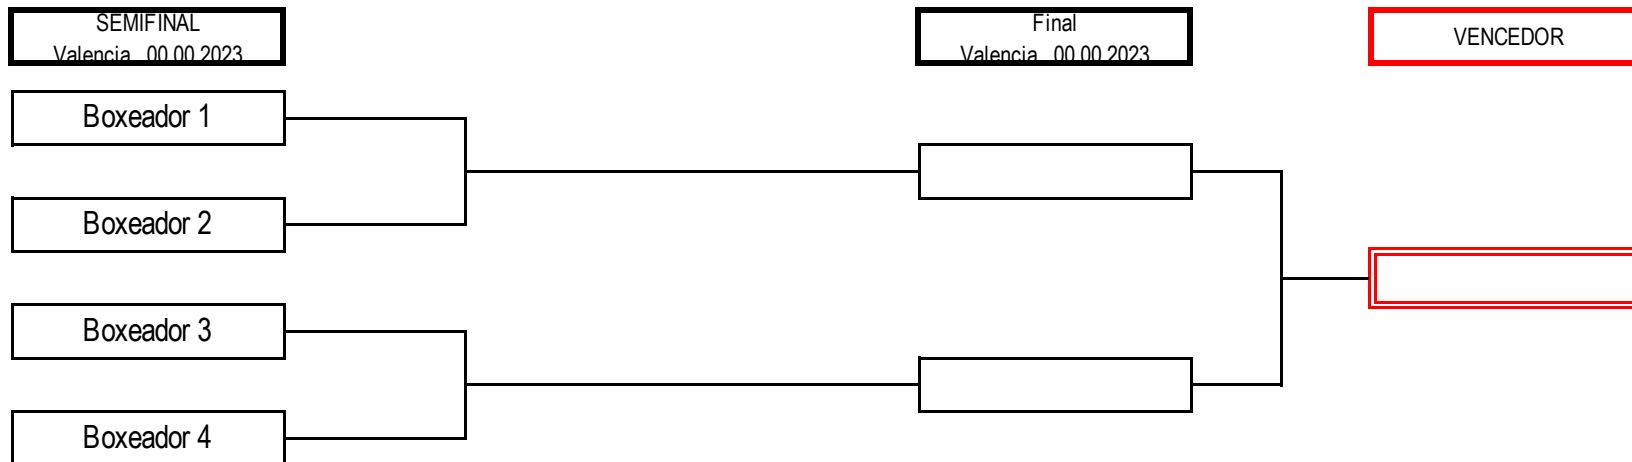 SEMIFINAL
Valencia 00.00.2023
Final
Valencia 00.00.2023
VENCEDOR
Boxeador 1
Boxeador 2
Boxeador 3
Boxeador 4